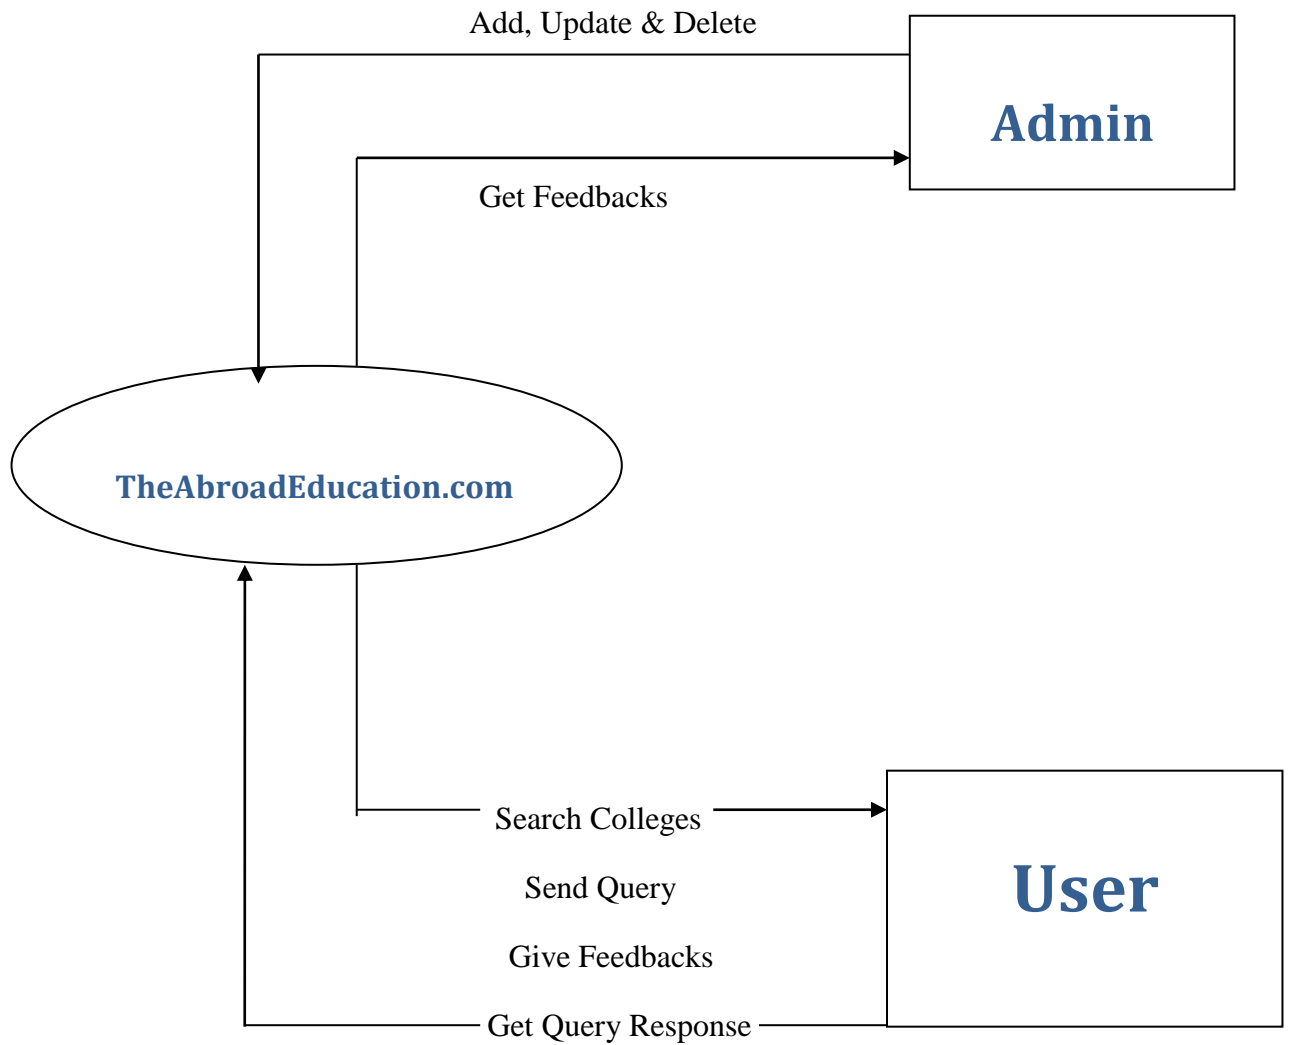 Add, Update & Delete
Admin
Get Feedbacks
TheAbroadEducation.com
Search Colleges
Send Query
User
Give Feedbacks
Get Query Response